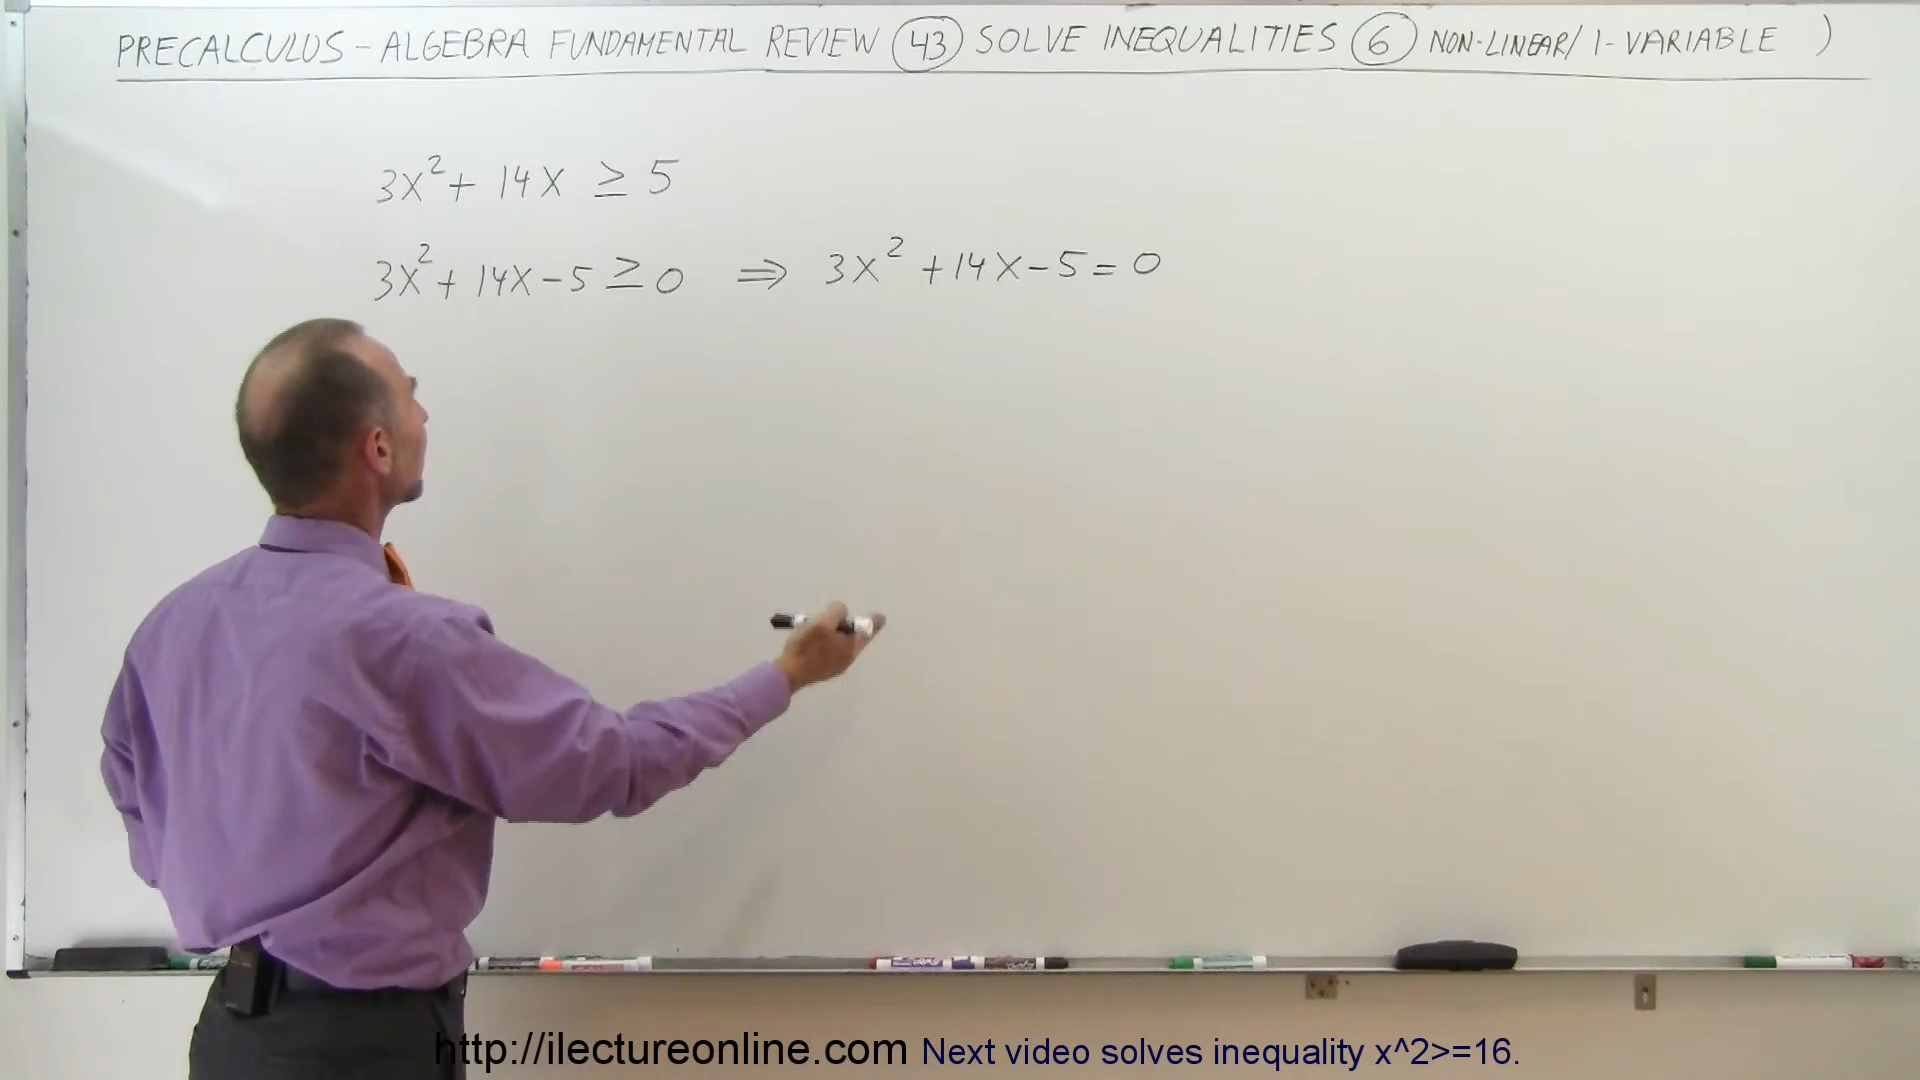 PRECALCULUS - ALGEBRA FUNDAMENTAL REVIEW 43 SOLVE INEQUALITIES 6 NON-LINEAR/ 1-VARIABLE )
3X² + 14X ≥ 5
3X² + 14X - 5 ≥ 0 ⇒ 3X² + 14X - 5 = 0
http://ilectureonline.com Next video solves inequality x^2>=16.